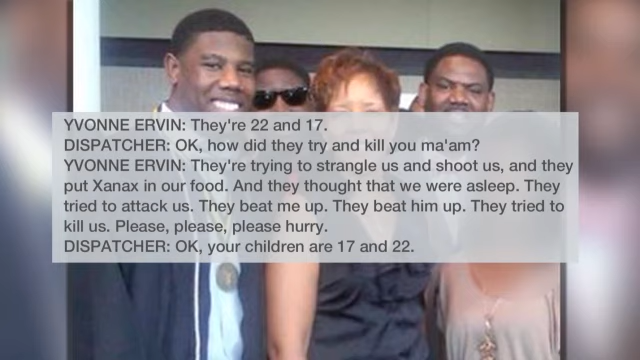 YVONNE ERVIN: They're 22 and 17.
DISPATCHER: OK, how did they try and kill you ma'am?
YVONNE ERVIN: They're trying to strangle us and shoot us, and they
put Xanax in our food. And they thought that we were asleep. They
tried to attack us. They beat me up. They beat him up. They tried to
kill us. Please, please, please hurry.
DISPATCHER: OK, your children are 17 and 22.